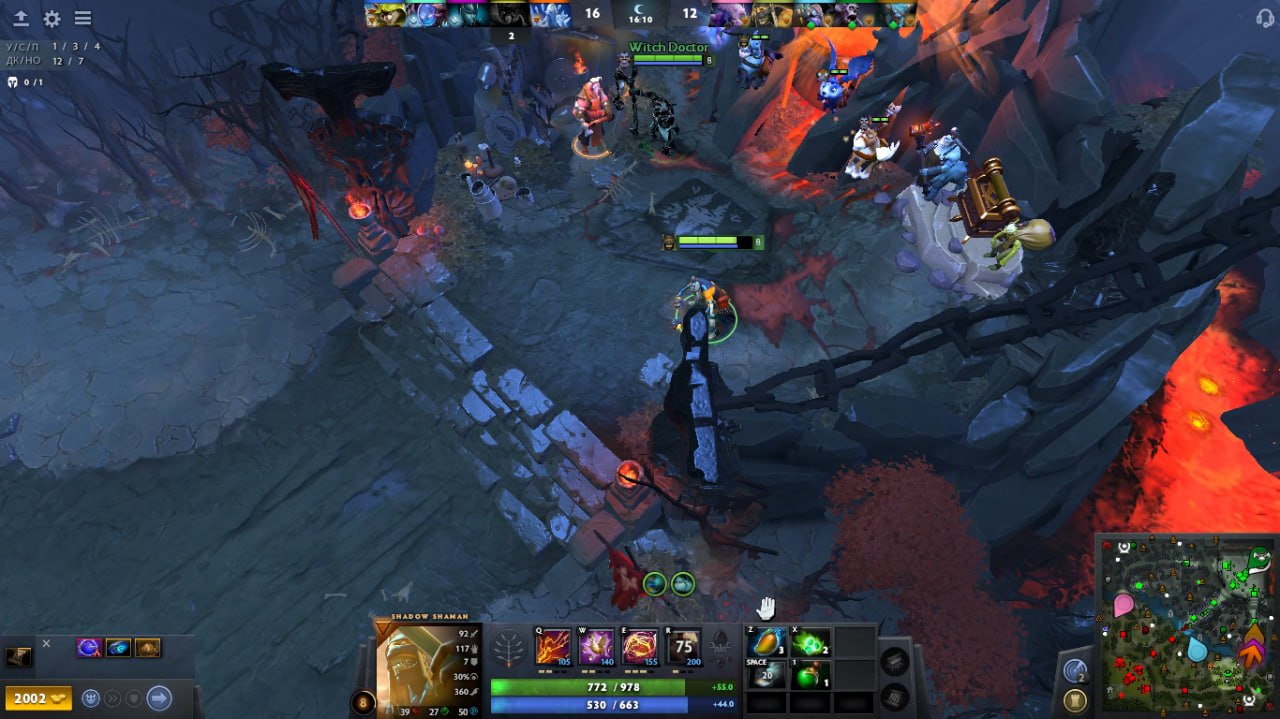 16
16:10
12
У/С/П 1 / 3 / 4
ДК/НО 12 / 7
0 / 1
2
Witch Doctor
8
8
SHADOW SHAMAN
92
117
7
30%
360
39
27
50
8
Q
105
W
140
E
155
R
75
200
772 / 978
+55.0
530 / 663
+44.0
Z
3
X
2
SPACE
20
1
1
2002
2